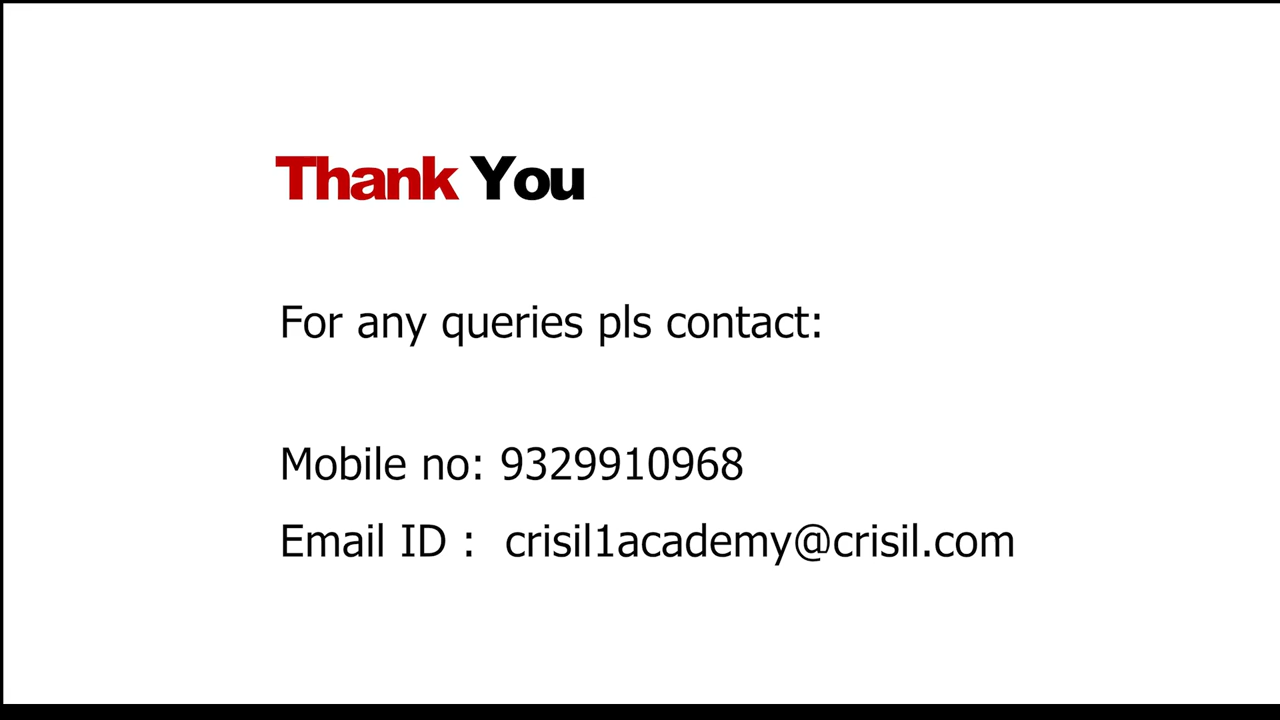 Thank You
For any queries pls contact:
Mobile no: 9329910968
Email ID : crisil1academy@crisil.com